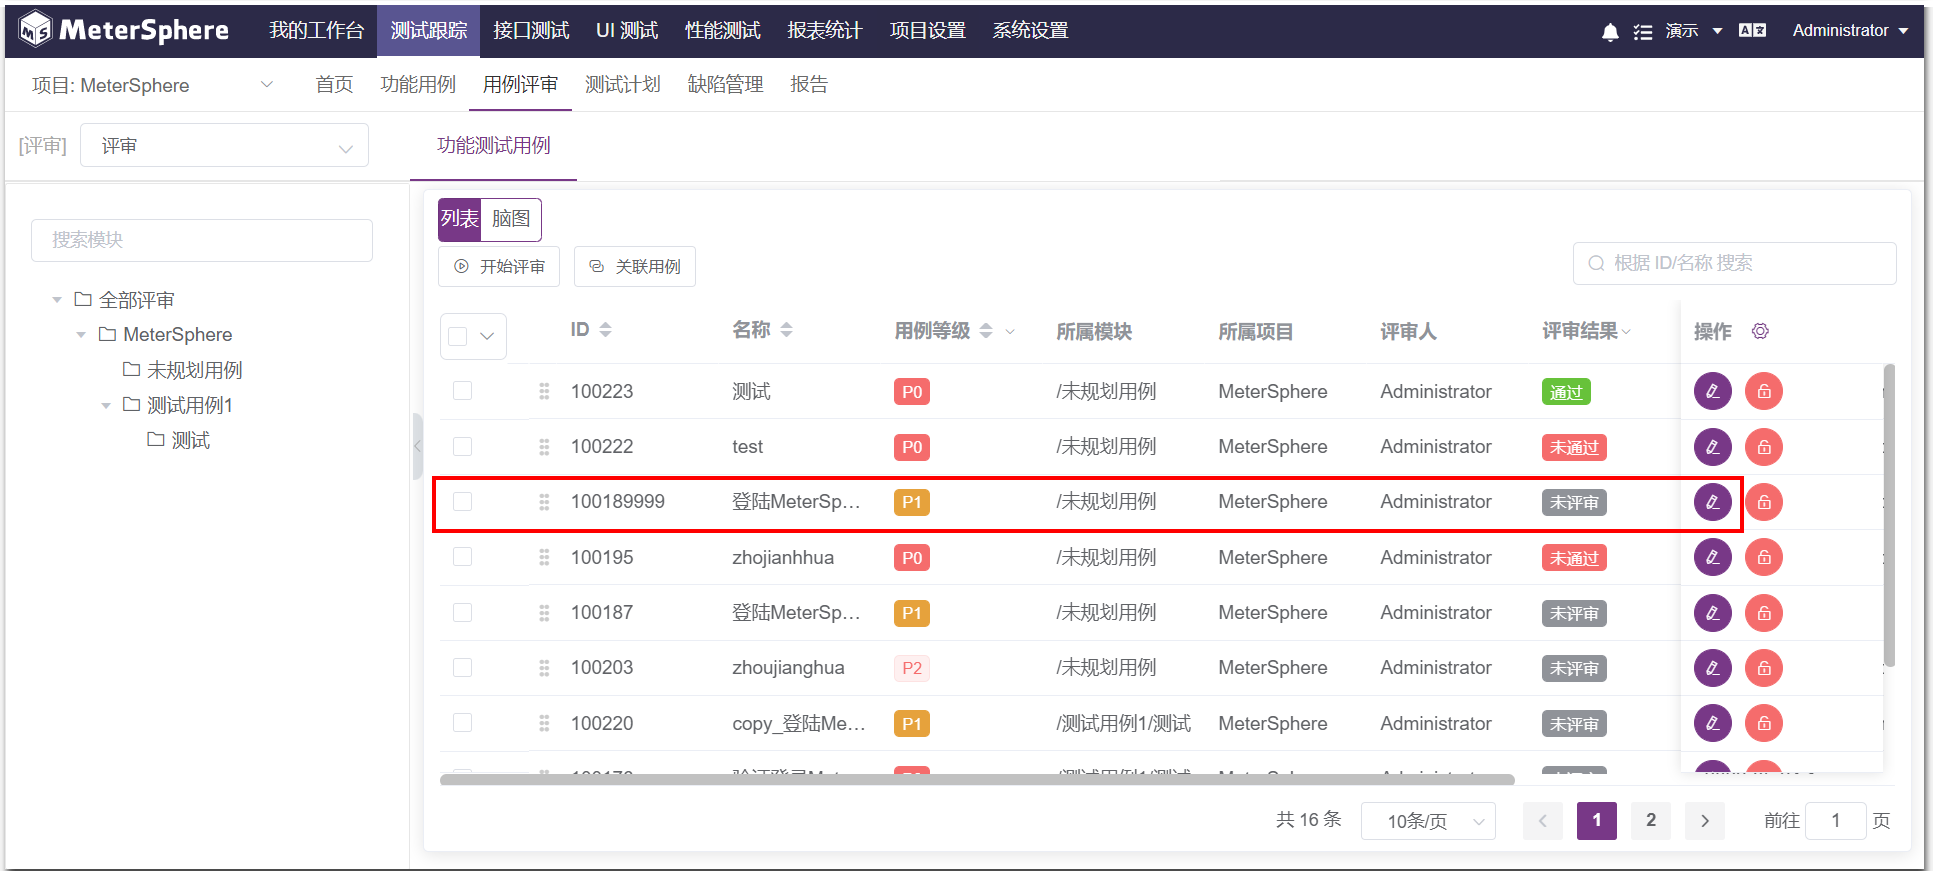 MeterSphere 我的工作台 测试跟踪 接口测试 UI 测试 性能测试 报表统计 项目设置 系统设置 演示 Administrator
项目: MeterSphere 首页 功能用例 用例评审 测试计划 缺陷管理 报告
[评审] 评审 功能测试用例
搜索模块
全部评审
MeterSphere
未规划用例
测试用例1
测试
列表 脑图
开始评审 关联用例 根据 ID/名称 搜索
ID 名称 用例等级 所属模块 所属项目 评审人 评审结果 操作
100223 测试 P0 /未规划用例 MeterSphere Administrator 通过
100222 test P0 /未规划用例 MeterSphere Administrator 未通过
100189999 登陆MeterSp... P1 /未规划用例 MeterSphere Administrator 未评审
100195 zhojianhhua P0 /未规划用例 MeterSphere Administrator 未通过
100187 登陆MeterSp... P1 /未规划用例 MeterSphere Administrator 未评审
100203 zhoujianghua P2 /未规划用例 MeterSphere Administrator 未评审
100220 copy_登陆Me... P1 /测试用例1/测试 MeterSphere Administrator 未评审
共 16 条 10条/页 1 2 前往 1 页